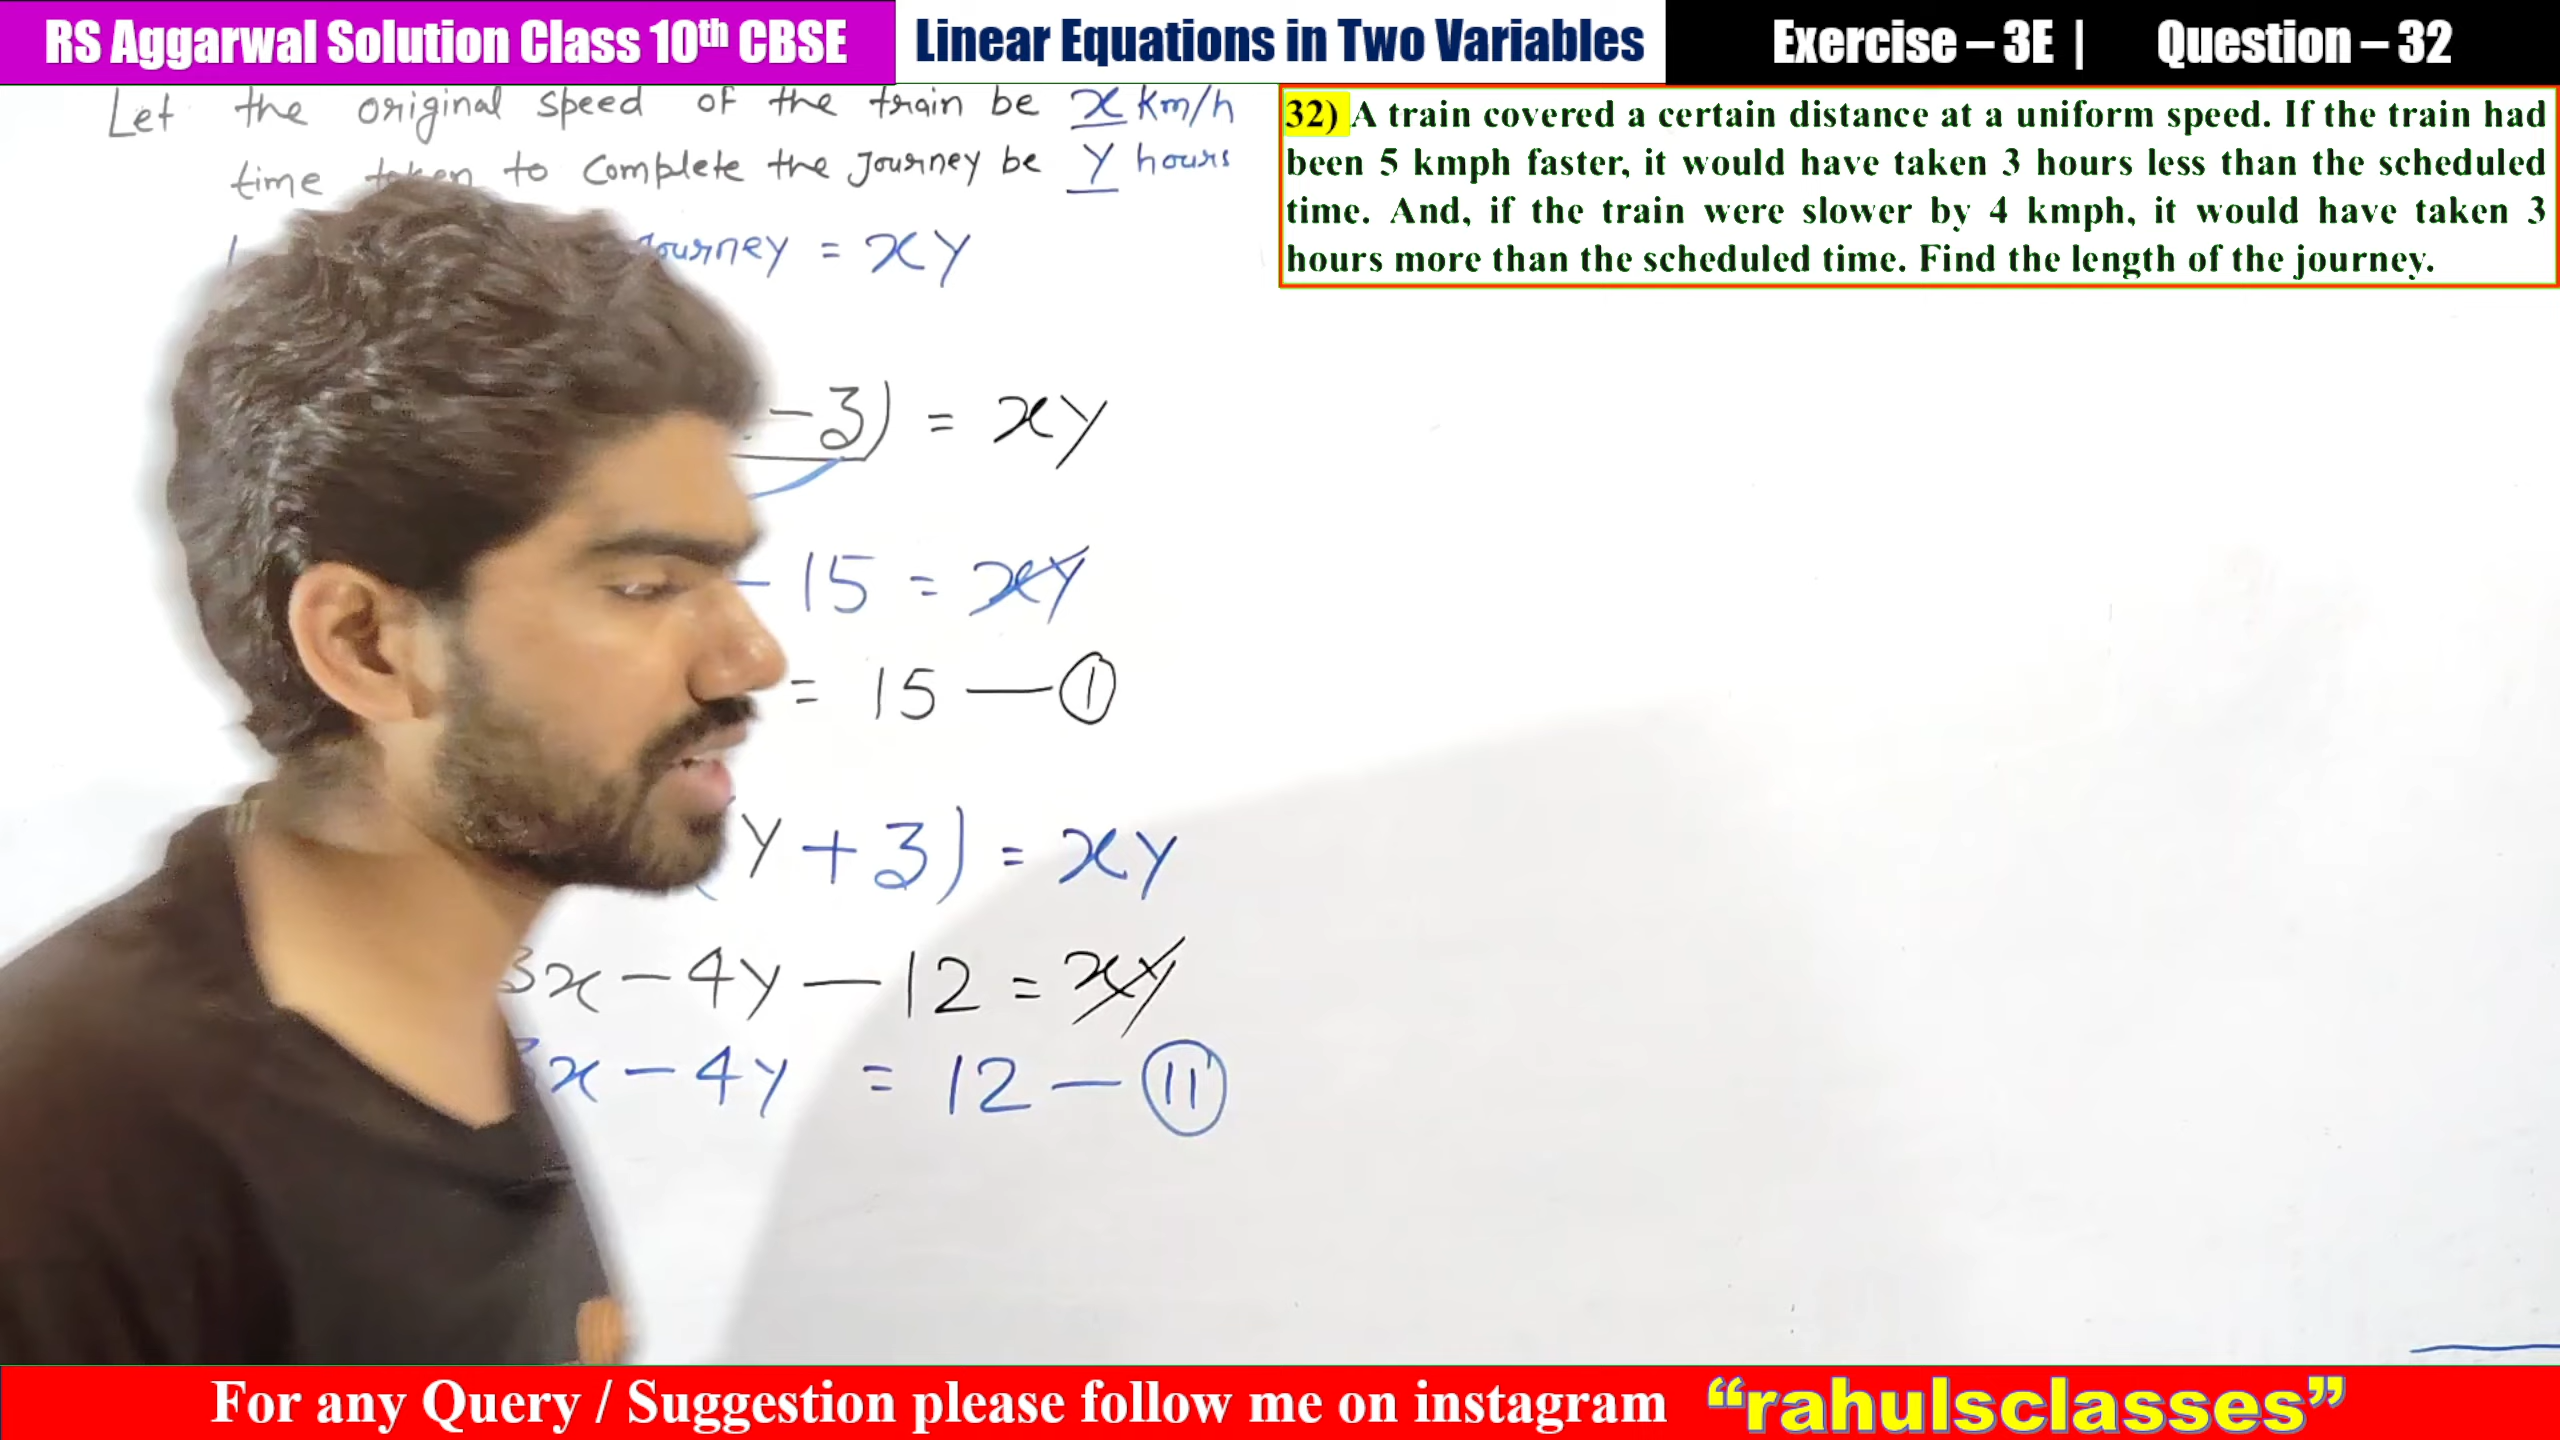 RS Aggarwal Solution Class 10th CBSE
Linear Equations in Two Variables
Exercise – 3E |
Question – 32
Let the original speed of the train be x km/h
time taken to complete the Journey be y hours
Journey = xy
-3) = xy
- 15 = xy
= 15 — ①
(y + 3) = xy
3x - 4y — 12 = xy
x - 4y = 12 — ⑪
32) A train covered a certain distance at a uniform speed. If the train had
been 5 kmph faster, it would have taken 3 hours less than the scheduled
time. And, if the train were slower by 4 kmph, it would have taken 3
hours more than the scheduled time. Find the length of the journey.
For any Query / Suggestion please follow me on instagram “rahulsclasses”